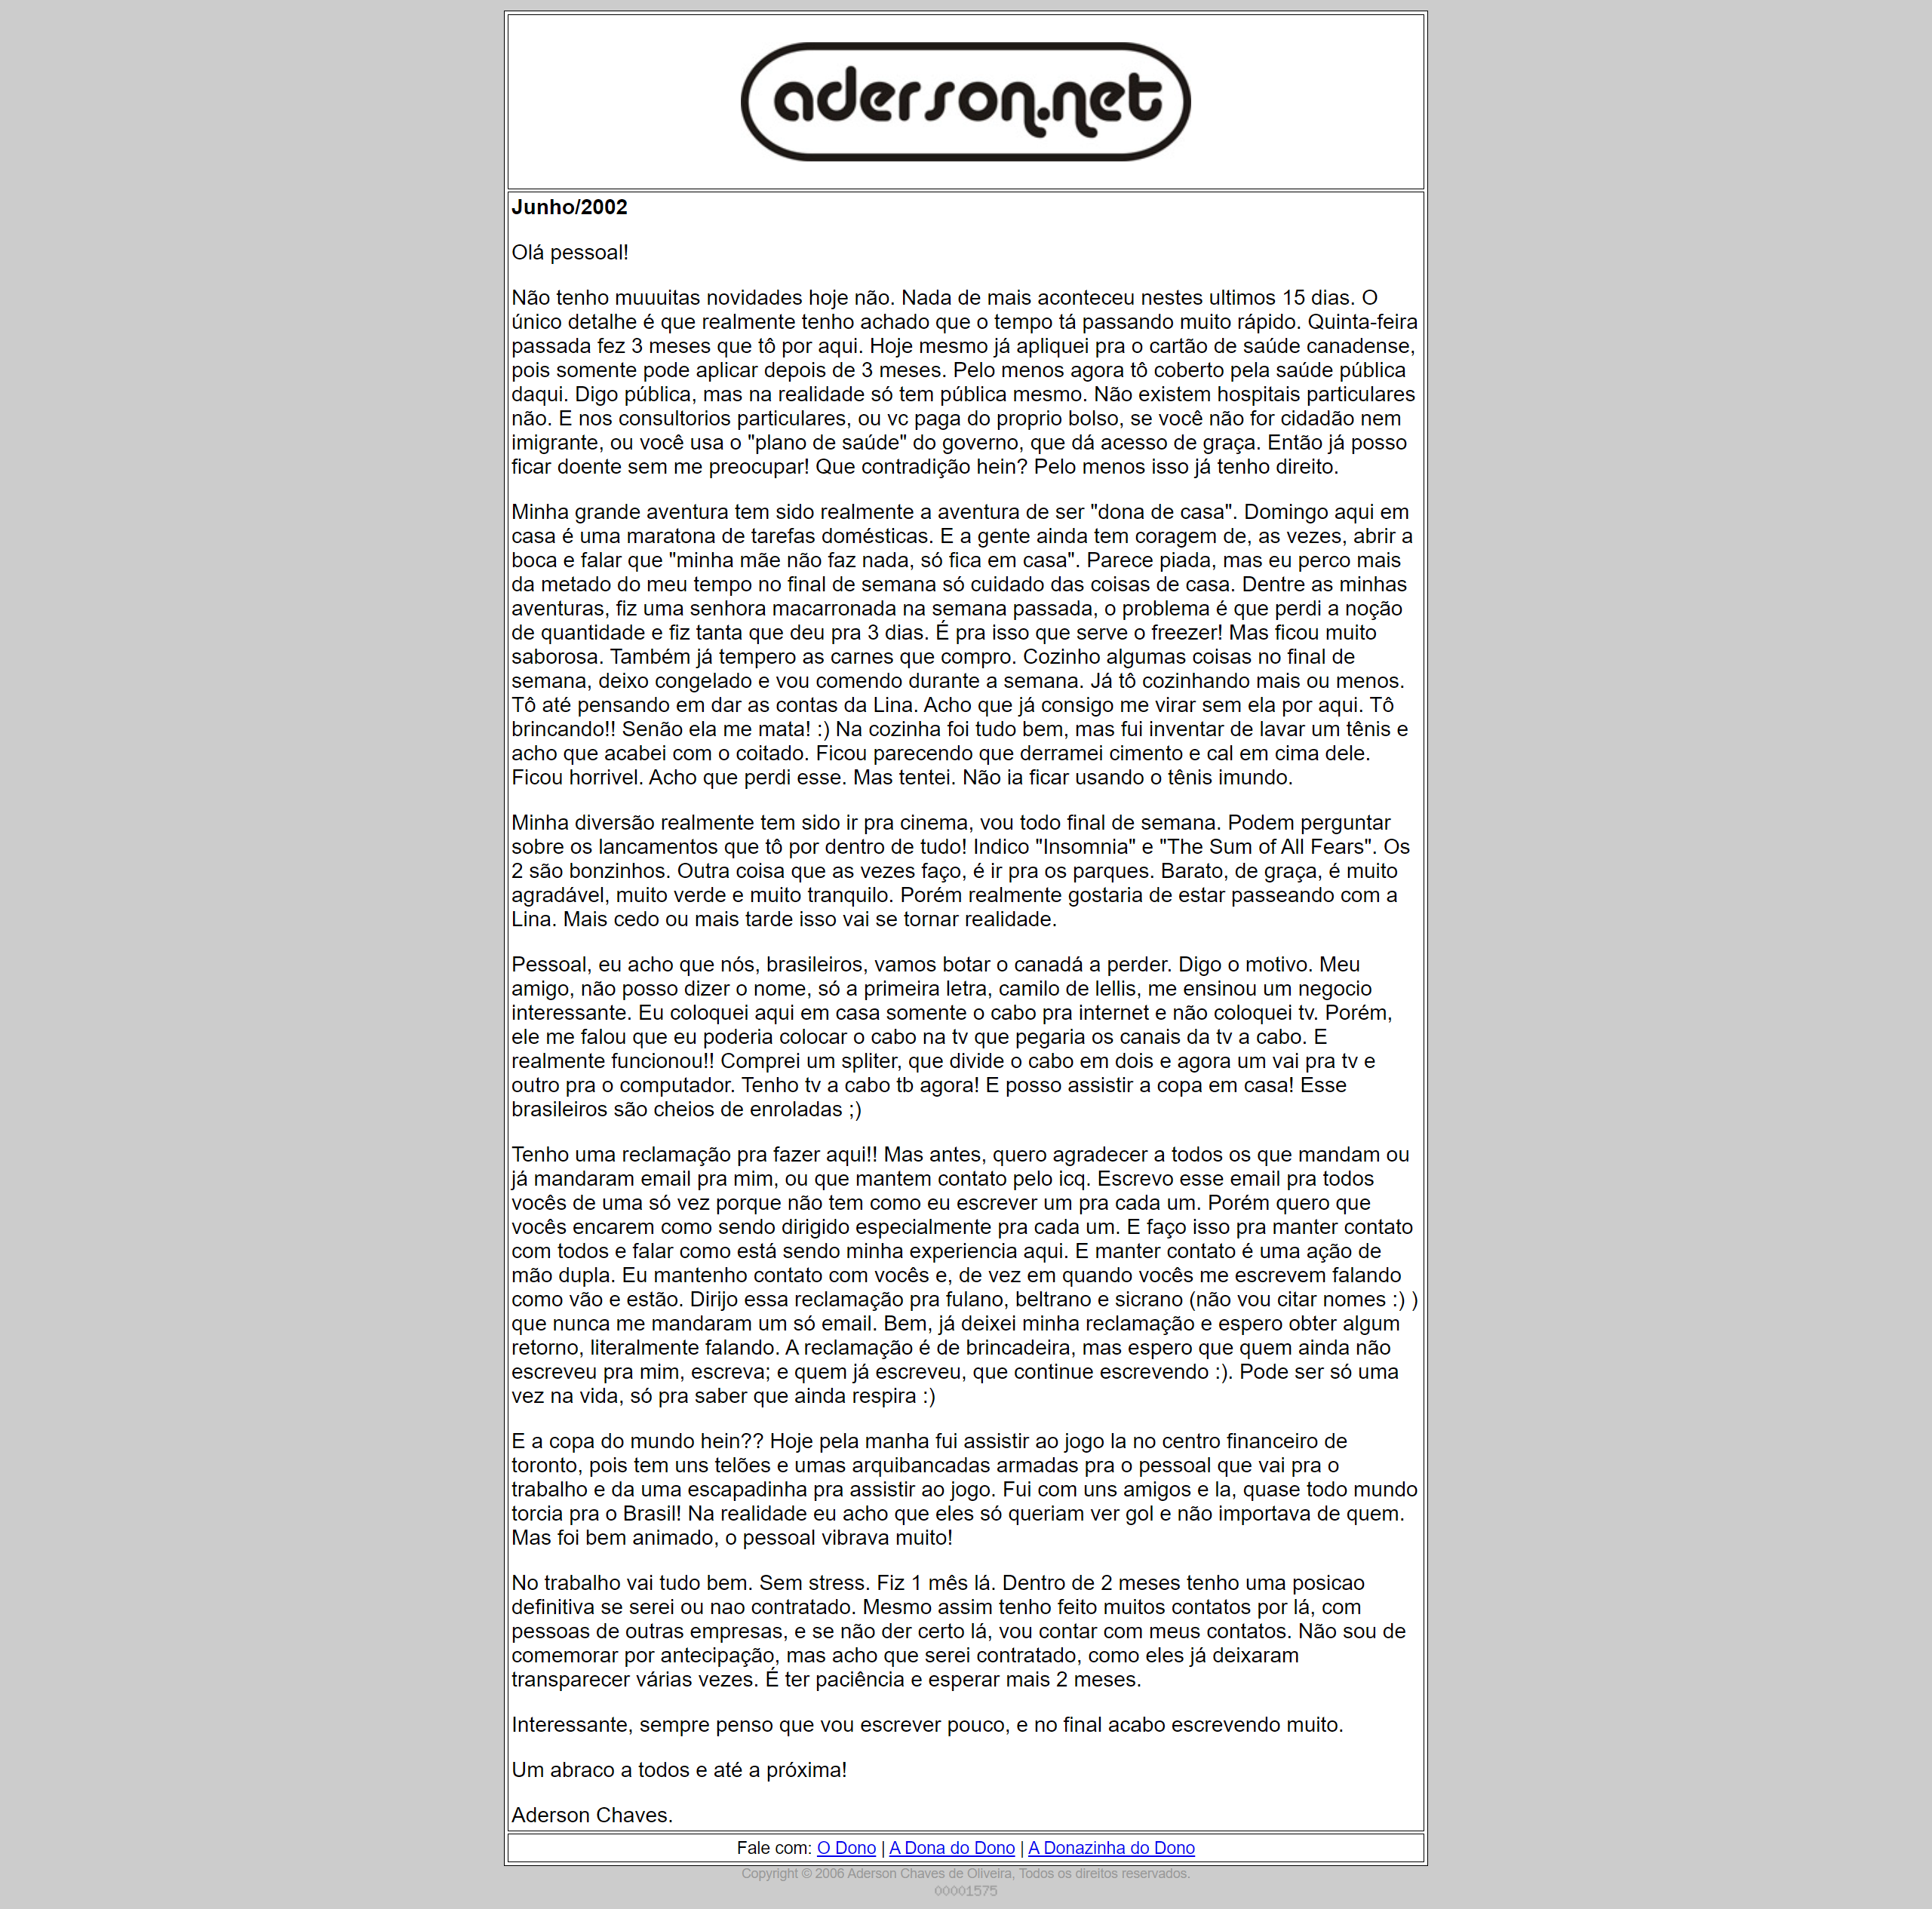 aderson.net
Junho/2002
Olá pessoal!
Não tenho muuuitas novidades hoje não. Nada de mais aconteceu nestes ultimos 15 dias. O
único detalhe é que realmente tenho achado que o tempo tá passando muito rápido. Quinta-feira
passada fez 3 meses que tô por aqui. Hoje mesmo já apliquei pra o cartão de saúde canadense,
pois somente pode aplicar depois de 3 meses. Pelo menos agora tô coberto pela saúde pública
daqui. Digo pública, mas na realidade só tem pública mesmo. Não existem hospitais particulares
não. E nos consultorios particulares, ou vc paga do proprio bolso, se você não for cidadão nem
imigrante, ou você usa o "plano de saúde" do governo, que dá acesso de graça. Então já posso
ficar doente sem me preocupar! Que contradição hein? Pelo menos isso já tenho direito.
Minha grande aventura tem sido realmente a aventura de ser "dona de casa". Domingo aqui em
casa é uma maratona de tarefas domésticas. E a gente ainda tem coragem de, as vezes, abrir a
boca e falar que "minha mãe não faz nada, só fica em casa". Parece piada, mas eu perco mais
da metado do meu tempo no final de semana só cuidado das coisas de casa. Dentre as minhas
aventuras, fiz uma senhora macarronada na semana passada, o problema é que perdi a noção
de quantidade e fiz tanta que deu pra 3 dias. É pra isso que serve o freezer! Mas ficou muito
saborosa. Também já tempero as carnes que compro. Cozinho algumas coisas no final de
semana, deixo congelado e vou comendo durante a semana. Já tô cozinhando mais ou menos.
Tô até pensando em dar as contas da Lina. Acho que já consigo me virar sem ela por aqui. Tô
brincando!! Senão ela me mata! :) Na cozinha foi tudo bem, mas fui inventar de lavar um tênis e
acho que acabei com o coitado. Ficou parecendo que derramei cimento e cal em cima dele.
Ficou horrivel. Acho que perdi esse. Mas tentei. Não ia ficar usando o tênis imundo.
Minha diversão realmente tem sido ir pra cinema, vou todo final de semana. Podem perguntar
sobre os lancamentos que tô por dentro de tudo! Indico "Insomnia" e "The Sum of All Fears". Os
2 são bonzinhos. Outra coisa que as vezes faço, é ir pra os parques. Barato, de graça, é muito
agradável, muito verde e muito tranquilo. Porém realmente gostaria de estar passeando com a
Lina. Mais cedo ou mais tarde isso vai se tornar realidade.
Pessoal, eu acho que nós, brasileiros, vamos botar o canadá a perder. Digo o motivo. Meu
amigo, não posso dizer o nome, só a primeira letra, camilo de lellis, me ensinou um negocio
interessante. Eu coloquei aqui em casa somente o cabo pra internet e não coloquei tv. Porém,
ele me falou que eu poderia colocar o cabo na tv que pegaria os canais da tv a cabo. E
realmente funcionou!! Comprei um spliter, que divide o cabo em dois e agora um vai pra tv e
outro pra o computador. Tenho tv a cabo tb agora! E posso assistir a copa em casa! Esse
brasileiros são cheios de enroladas ;)
Tenho uma reclamação pra fazer aqui!! Mas antes, quero agradecer a todos os que mandam ou
já mandaram email pra mim, ou que mantem contato pelo icq. Escrevo esse email pra todos
vocês de uma só vez porque não tem como eu escrever um pra cada um. Porém quero que
vocês encarem como sendo dirigido especialmente pra cada um. E faço isso pra manter contato
com todos e falar como está sendo minha experiencia aqui. E manter contato é uma ação de
mão dupla. Eu mantenho contato com vocês e, de vez em quando vocês me escrevem falando
como vão e estão. Dirijo essa reclamação pra fulano, beltrano e sicrano (não vou citar nomes :) )
que nunca me mandaram um só email. Bem, já deixei minha reclamação e espero obter algum
retorno, literalmente falando. A reclamação é de brincadeira, mas espero que quem ainda não
escreveu pra mim, escreva; e quem já escreveu, que continue escrevendo :). Pode ser só uma
vez na vida, só pra saber que ainda respira :)
E a copa do mundo hein?? Hoje pela manha fui assistir ao jogo la no centro financeiro de
toronto, pois tem uns telões e umas arquibancadas armadas pra o pessoal que vai pra o
trabalho e da uma escapadinha pra assistir ao jogo. Fui com uns amigos e la, quase todo mundo
torcia pra o Brasil! Na realidade eu acho que eles só queriam ver gol e não importava de quem.
Mas foi bem animado, o pessoal vibrava muito!
No trabalho vai tudo bem. Sem stress. Fiz 1 mês lá. Dentro de 2 meses tenho uma posicao
definitiva se serei ou nao contratado. Mesmo assim tenho feito muitos contatos por lá, com
pessoas de outras empresas, e se não der certo lá, vou contar com meus contatos. Não sou de
comemorar por antecipação, mas acho que serei contratado, como eles já deixaram
transparecer várias vezes. É ter paciência e esperar mais 2 meses.
Interessante, sempre penso que vou escrever pouco, e no final acabo escrevendo muito.
Um abraco a todos e até a próxima!
Aderson Chaves.
Fale com: O Dono | A Dona do Dono | A Donazinha do Dono
Copyright © 2006 Aderson Chaves de Oliveira, Todos os direitos reservados.
00001575